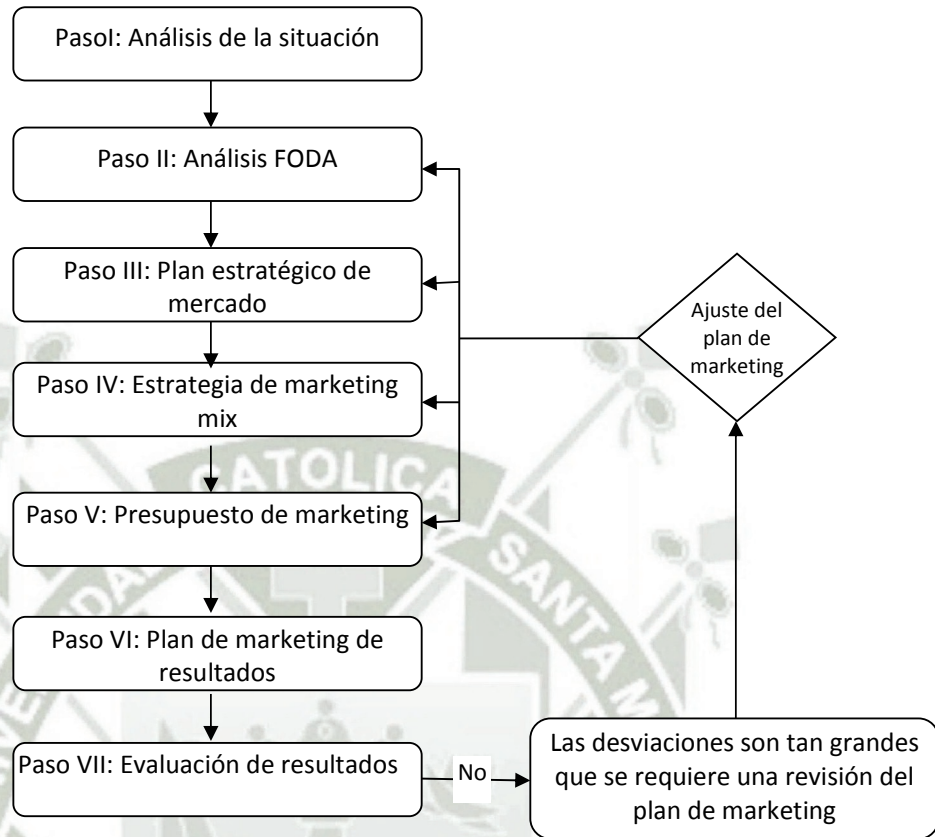 PasoI: Análisis de la situación
Paso II: Análisis FODA
Paso III: Plan estratégico de
mercado
Paso IV: Estrategia de marketing
mix
Paso V: Presupuesto de marketing
Paso VI: Plan de marketing de
resultados
Paso VII: Evaluación de resultados
No
Las desviaciones son tan grandes
que se requiere una revisión del
plan de marketing
Ajuste del
plan de
marketing
CATOLICA
SANTA